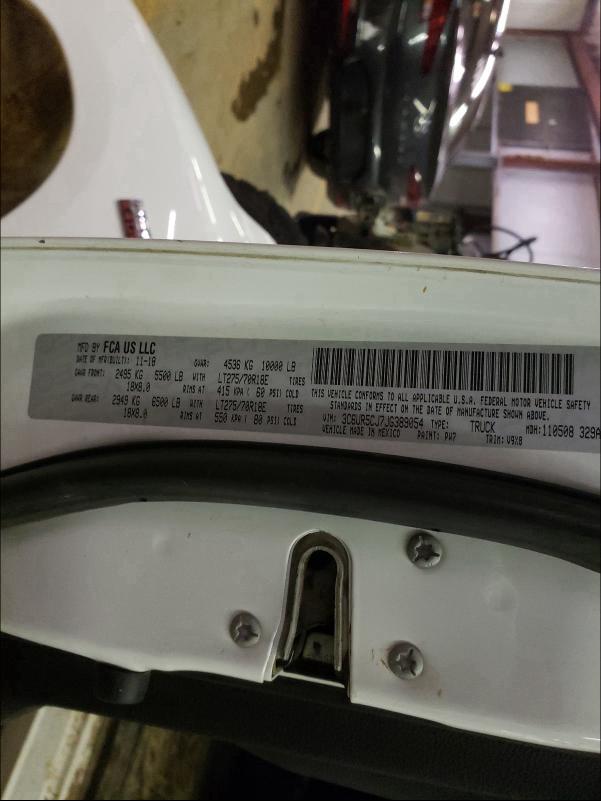 MFD BY FCA US LLC
DATE OF MFR(BUILT): 11-18 GVWR: 4536 KG 10000 LB
GAWR FRONT: 2495 KG 5500 LB WITH LT275/70R18E TIRES
18X8.0 RIMS AT 415 KPA ( 60 PSI) COLD
GAWR REAR: 2949 KG 6500 LB WITH LT275/70R18E TIRES
18X8.0 RIMS AT 550 KPA ( 80 PSI) COLD
THIS VEHICLE CONFORMS TO ALL APPLICABLE U.S.A. FEDERAL MOTOR VEHICLE SAFETY
STANDARDS IN EFFECT ON THE DATE OF MANUFACTURE SHOWN ABOVE.
VIN: 3C6UR5CJ7JG389054 TYPE: TRUCK MDH: 110508 329A
VEHICLE MADE IN MEXICO PAINT: PW7 TRIM: V9X8